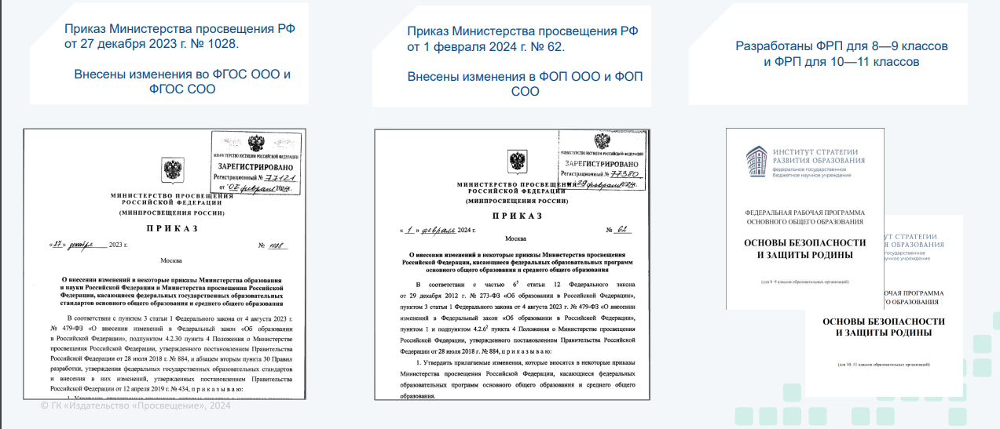 Приказ Министерства просвещения РФ
от 27 декабря 2023 г. № 1028.
Внесены изменения во ФГОС ООО и
ФГОС СОО
МИНИСТЕРСТВО ЮСТИЦИИ РОССИЙСКОЙ ФЕДЕРАЦИИ
ЗАРЕГИСТРИРОВАНО
Регистрационный № 77121
от "02 февраля 2024г.
МИНИСТЕРСТВО ПРОСВЕЩЕНИЯ
РОССИЙСКОЙ ФЕДЕРАЦИИ
(МИНПРОСВЕЩЕНИЯ РОССИИ)
ПРИКАЗ
«27» декабря 2023 г.
№ 1028
Москва
О внесении изменений в некоторые приказы Министерства образования
и науки Российской Федерации и Министерства просвещения Российской
Федерации, касающиеся федеральных государственных образовательных
стандартов основного общего образования и среднего общего образования
В соответствии с пунктом 3 статьи 1 Федерального закона от 4 августа 2023 г.
№ 479-ФЗ «О внесении изменений в Федеральный закон «Об образовании
в Российской Федерации», подпунктом 4.2.30 пункта 4 Положения о Министерстве
просвещения Российской Федерации, утвержденного постановлением Правительства
Российской Федерации от 28 июля 2018 г. № 884, и абзацем вторым пункта 30 Правил
разработки, утверждения федеральных государственных образовательных стандартов
и внесения в них изменений, утвержденных постановлением Правительства
Российской Федерации от 12 апреля 2019 г. № 434, п р и к а з ы в а ю:
© ГК «Издательство «Просвещение», 2024
Приказ Министерства просвещения РФ
от 1 февраля 2024 г. № 62.
Внесены изменения в ФОП ООО и ФОП
СОО
МИНИСТЕРСТВО ЮСТИЦИИ РОССИЙСКОЙ ФЕДЕРАЦИИ
ЗАРЕГИСТРИРОВАНО
Регистрационный № 77380
"29 февраля 2024г.
МИНИСТЕРСТВО ПРОСВЕЩЕНИЯ
РОССИЙСКОЙ ФЕДЕРАЦИИ
(МИНПРОСВЕЩЕНИЯ РОССИИ)
ПРИКАЗ
« 1 » февраля 2024 г.
№ 62
Москва
О внесении изменений в некоторые приказы Министерства просвещения
Российской Федерации, касающиеся федеральных образовательных программ
основного общего образования и среднего общего образования
В соответствии с частью 6⁵ статьи 12 Федерального закона
от 29 декабря 2012 г. № 273-ФЗ «Об образовании в Российской Федерации»,
пунктом 3 статьи 1 Федерального закона от 4 августа 2023 г. № 479-ФЗ «О внесении
изменений в Федеральный закон «Об образовании в Российской Федерации»,
пунктом 1 и подпунктом 4.2.6⁵ пункта 4 Положения о Министерстве просвещения
Российской Федерации, утвержденного постановлением Правительства Российской
Федерации от 28 июля 2018 г. № 884, п р и к а з ы в а ю:
1. Утвердить прилагаемые изменения, которые вносятся в некоторые приказы
Министерства просвещения Российской Федерации, касающиеся федеральных
образовательных программ основного общего образования и среднего общего
образования.
Разработаны ФРП для 8—9 классов
и ФРП для 10—11 классов
ИНСТИТУТ СТРАТЕГИИ
РАЗВИТИЯ ОБРАЗОВАНИЯ
федеральное государственное
бюджетное научное учреждение
ФЕДЕРАЛЬНАЯ РАБОЧАЯ ПРОГРАММА
ОСНОВНОГО ОБЩЕГО ОБРАЗОВАНИЯ
ОСНОВЫ БЕЗОПАСНОСТИ
И ЗАЩИТЫ РОДИНЫ
(для 8–9 классов образовательных организаций)
УТ СТРАТЕГИИ
Я ОБРАЗОВАНИЯ
ударственное
учное учреждение
ОЧАЯ ПРОГРАММА
ГО ОБРАЗОВАНИЯ
ОСНОВЫ БЕЗОПАСНОСТИ
И ЗАЩИТЫ РОДИНЫ
(для 10–11 классов образовательных организаций)